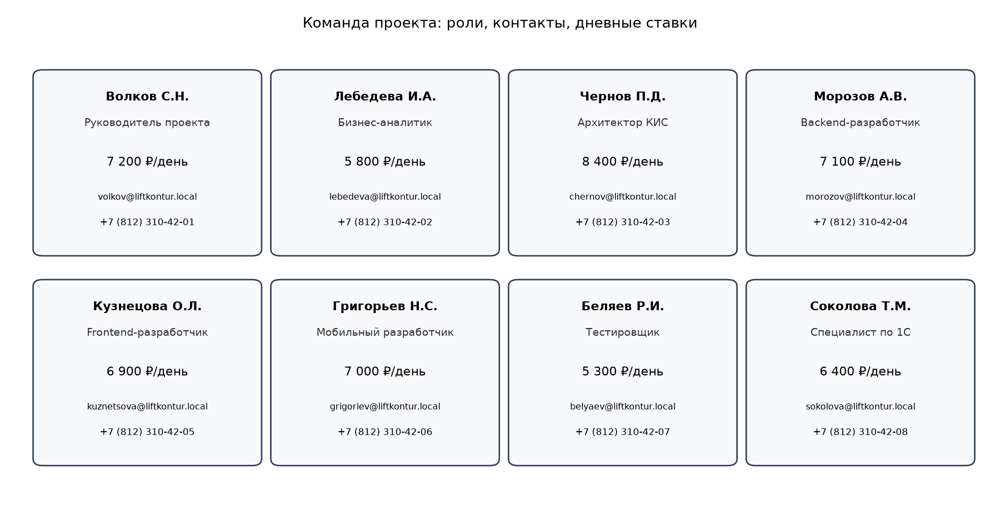 Команда проекта: роли, контакты, дневные ставки
Волков С.Н.
Руководитель проекта
7 200 ₽/день
volkov@liftkontur.local
+7 (812) 310-42-01
Лебедева И.А.
Бизнес-аналитик
5 800 ₽/день
lebedeva@liftkontur.local
+7 (812) 310-42-02
Чернов П.Д.
Архитектор КИС
8 400 ₽/день
chernov@liftkontur.local
+7 (812) 310-42-03
Морозов А.В.
Backend-разработчик
7 100 ₽/день
morozov@liftkontur.local
+7 (812) 310-42-04
Кузнецова О.Л.
Frontend-разработчик
6 900 ₽/день
kuznetsova@liftkontur.local
+7 (812) 310-42-05
Григорьев Н.С.
Мобильный разработчик
7 000 ₽/день
grigoriev@liftkontur.local
+7 (812) 310-42-06
Беляев Р.И.
Тестировщик
5 300 ₽/день
belyaev@liftkontur.local
+7 (812) 310-42-07
Соколова Т.М.
Специалист по 1С
6 400 ₽/день
sokolova@liftkontur.local
+7 (812) 310-42-08